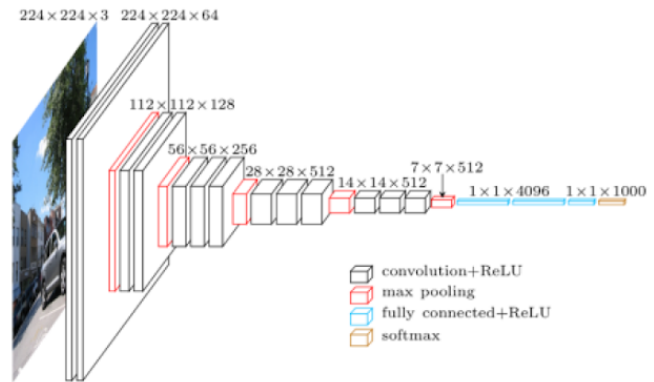 224×224×3
224×224×64
112×112×128
56×56×256
28×28×512
14×14×512
7×7×512
1×1×4096
1×1×1000
convolution+ReLU
max pooling
fully connected+ReLU
softmax